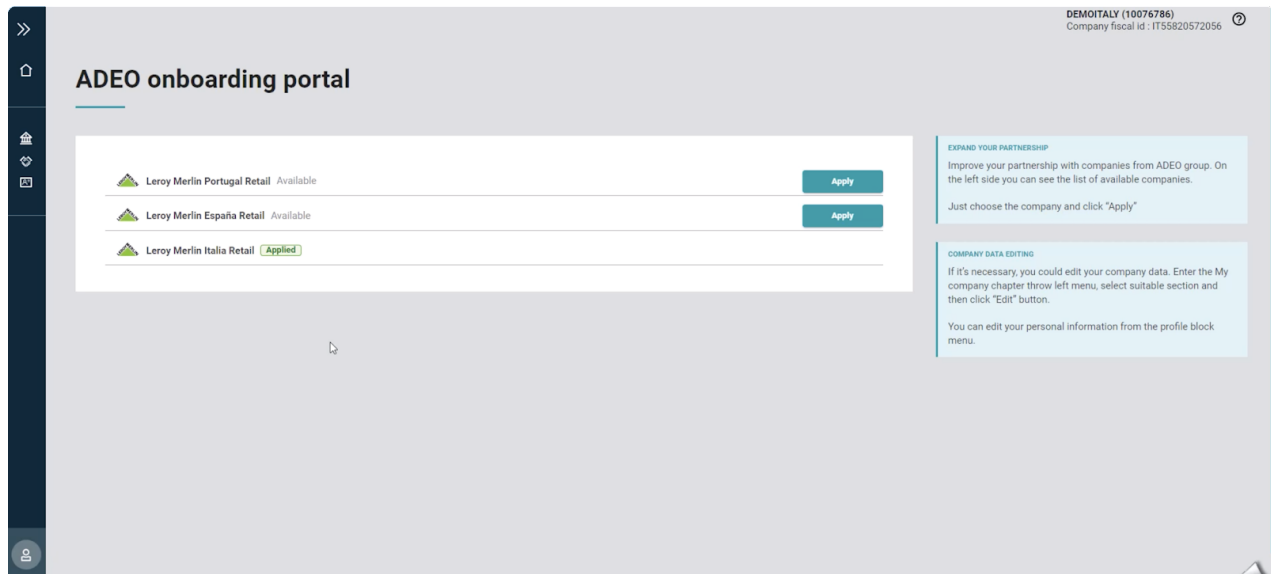 DEMOITALY (10076786)
Company fiscal id : IT55820572056
ADEO onboarding portal
Leroy Merlin Portugal Retail Available Apply
Leroy Merlin España Retail Available Apply
Leroy Merlin Italia Retail Applied
EXPAND YOUR PARTNERSHIP
Improve your partnership with companies from ADEO group. On
the left side you can see the list of available companies.
Just choose the company and click "Apply"
COMPANY DATA EDITING
If it's necessary, you could edit your company data. Enter the My
company chapter throw left menu, select suitable section and
then click "Edit" button.
You can edit your personal information from the profile block
menu.